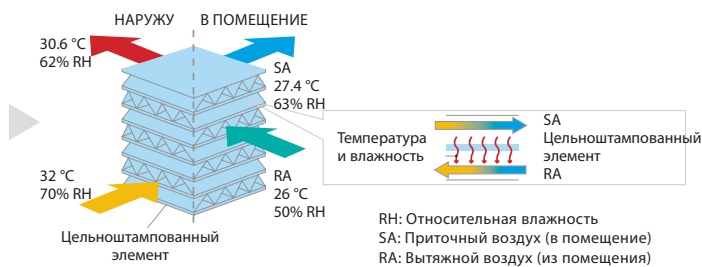 НАРУЖУ
В ПОМЕЩЕНИЕ
30.6 °C
62% RH
SA
27.4 °C
63% RH
32 °C
70% RH
RA
26 °C
50% RH
Цельноштампованный
элемент
Температура
и влажность
SA
Цельноштампованный
элемент
RA
RH: Относительная влажность
SA: Приточный воздух (в помещение)
RA: Вытяжной воздух (из помещения)